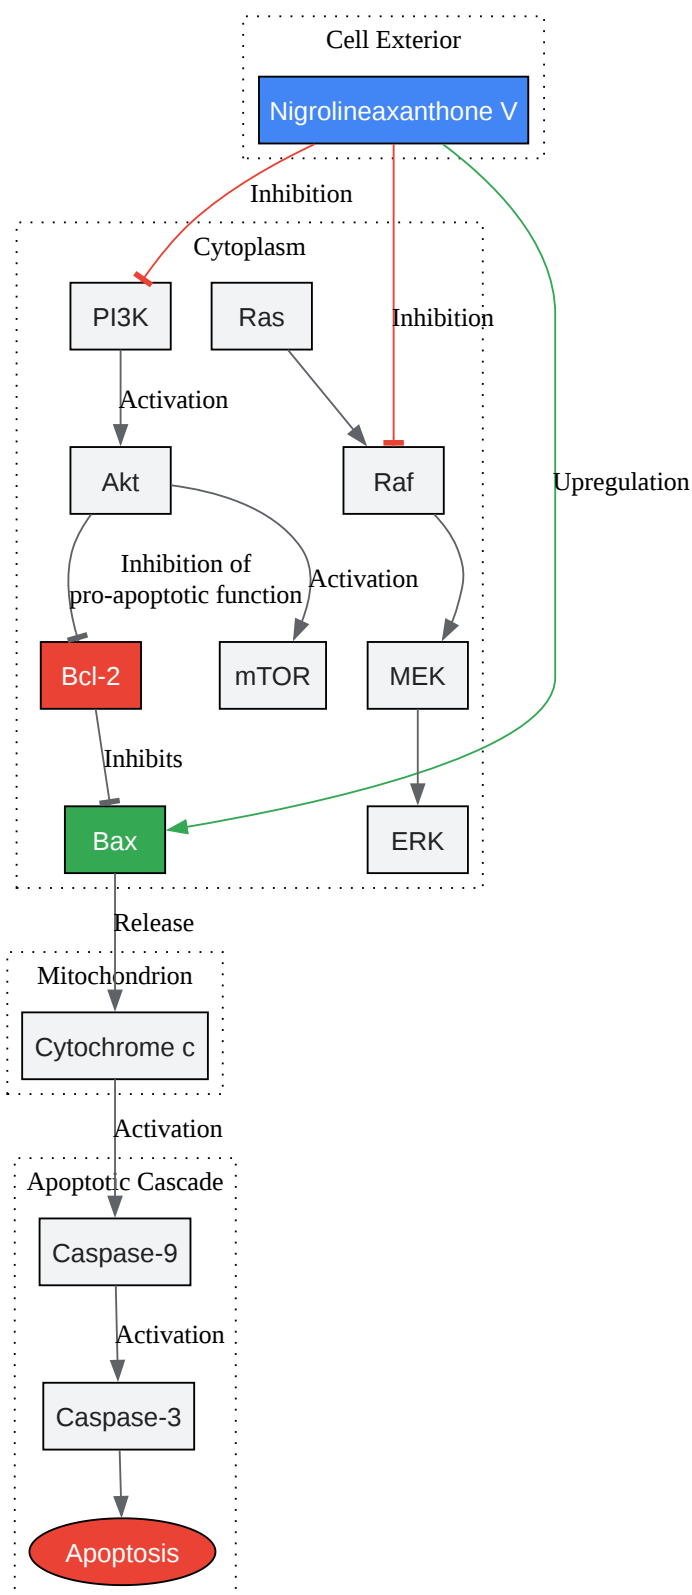 Cell Exterior
Nigrolineaxanthone V
Inhibition
Cytoplasm
PI3K
Ras
Inhibition
Activation
Akt
Raf
Upregulation
Inhibition of
pro-apoptotic function
Activation
Bcl-2
mTOR
MEK
Inhibits
Bax
ERK
Release
Mitochondrion
Cytochrome c
Activation
Apoptotic Cascade
Caspase-9
Activation
Caspase-3
Apoptosis